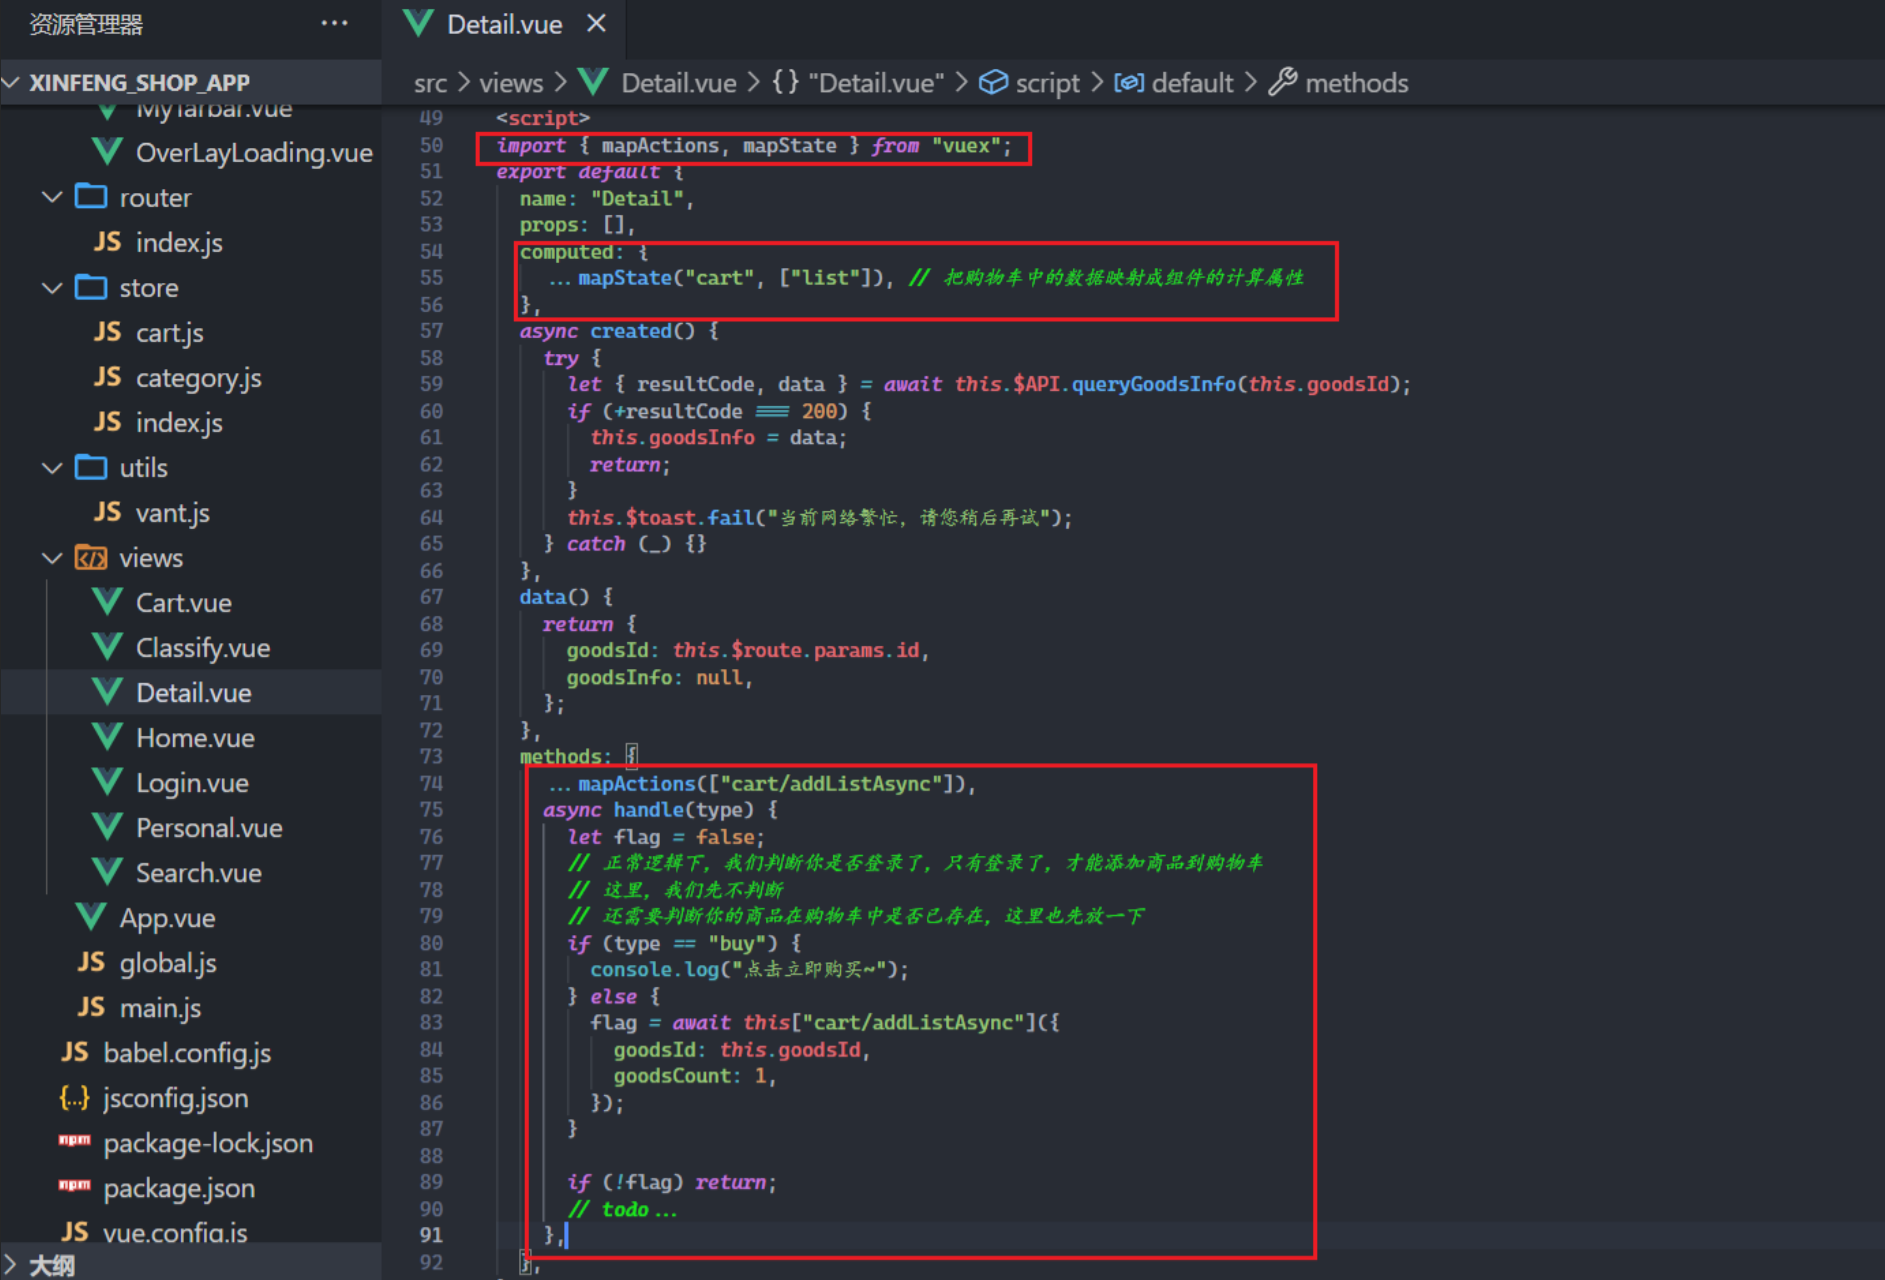 资源管理器 ···
XINFENG_SHOP_APP
MyTarbar.vue
OverLayLoading.vue
router
JS index.js
store
JS cart.js
JS category.js
JS index.js
utils
JS vant.js
views
Cart.vue
Classify.vue
Detail.vue
Home.vue
Login.vue
Personal.vue
Search.vue
App.vue
JS global.js
JS main.js
JS babel.config.js
{..} jsconfig.json
npm package-lock.json
npm package.json
JS vue.config.js
大纲
Detail.vue ×
src > views > Detail.vue > {} "Detail.vue" > script > default > methods
49 <script>
50 import { mapActions, mapState } from "vuex";
51 export default {
52 name: "Detail",
53 props: [],
54 computed: {
55 ...mapState("cart", ["list"]), // 把购物车中的数据映射成组件的计算属性
56 },
57 async created() {
58 try {
59 let { resultCode, data } = await this.$API.queryGoodsInfo(this.goodsId);
60 if (+resultCode === 200) {
61 this.goodsInfo = data;
62 return;
63 }
64 this.$toast.fail("当前网络繁忙，请您稍后再试");
65 } catch (_) {}
66 },
67 data() {
68 return {
69 goodsId: this.$route.params.id,
70 goodsInfo: null,
71 };
72 },
73 methods: {
74 ...mapActions(["cart/addListAsync"]),
75 async handle(type) {
76 let flag = false;
77 // 正常逻辑下，我们判断你是否登录了，只有登录了，才能添加商品到购物车
78 // 这里，我们先不判断
79 // 还需要判断你的商品在购物车中是否已存在，这里也先放一下
80 if (type == "buy") {
81 console.log("点击立即购买~");
82 } else {
83 flag = await this["cart/addListAsync"]({
84 goodsId: this.goodsId,
85 goodsCount: 1,
86 });
87 }
88
89 if (!flag) return;
90 // todo...
91 },
92 },